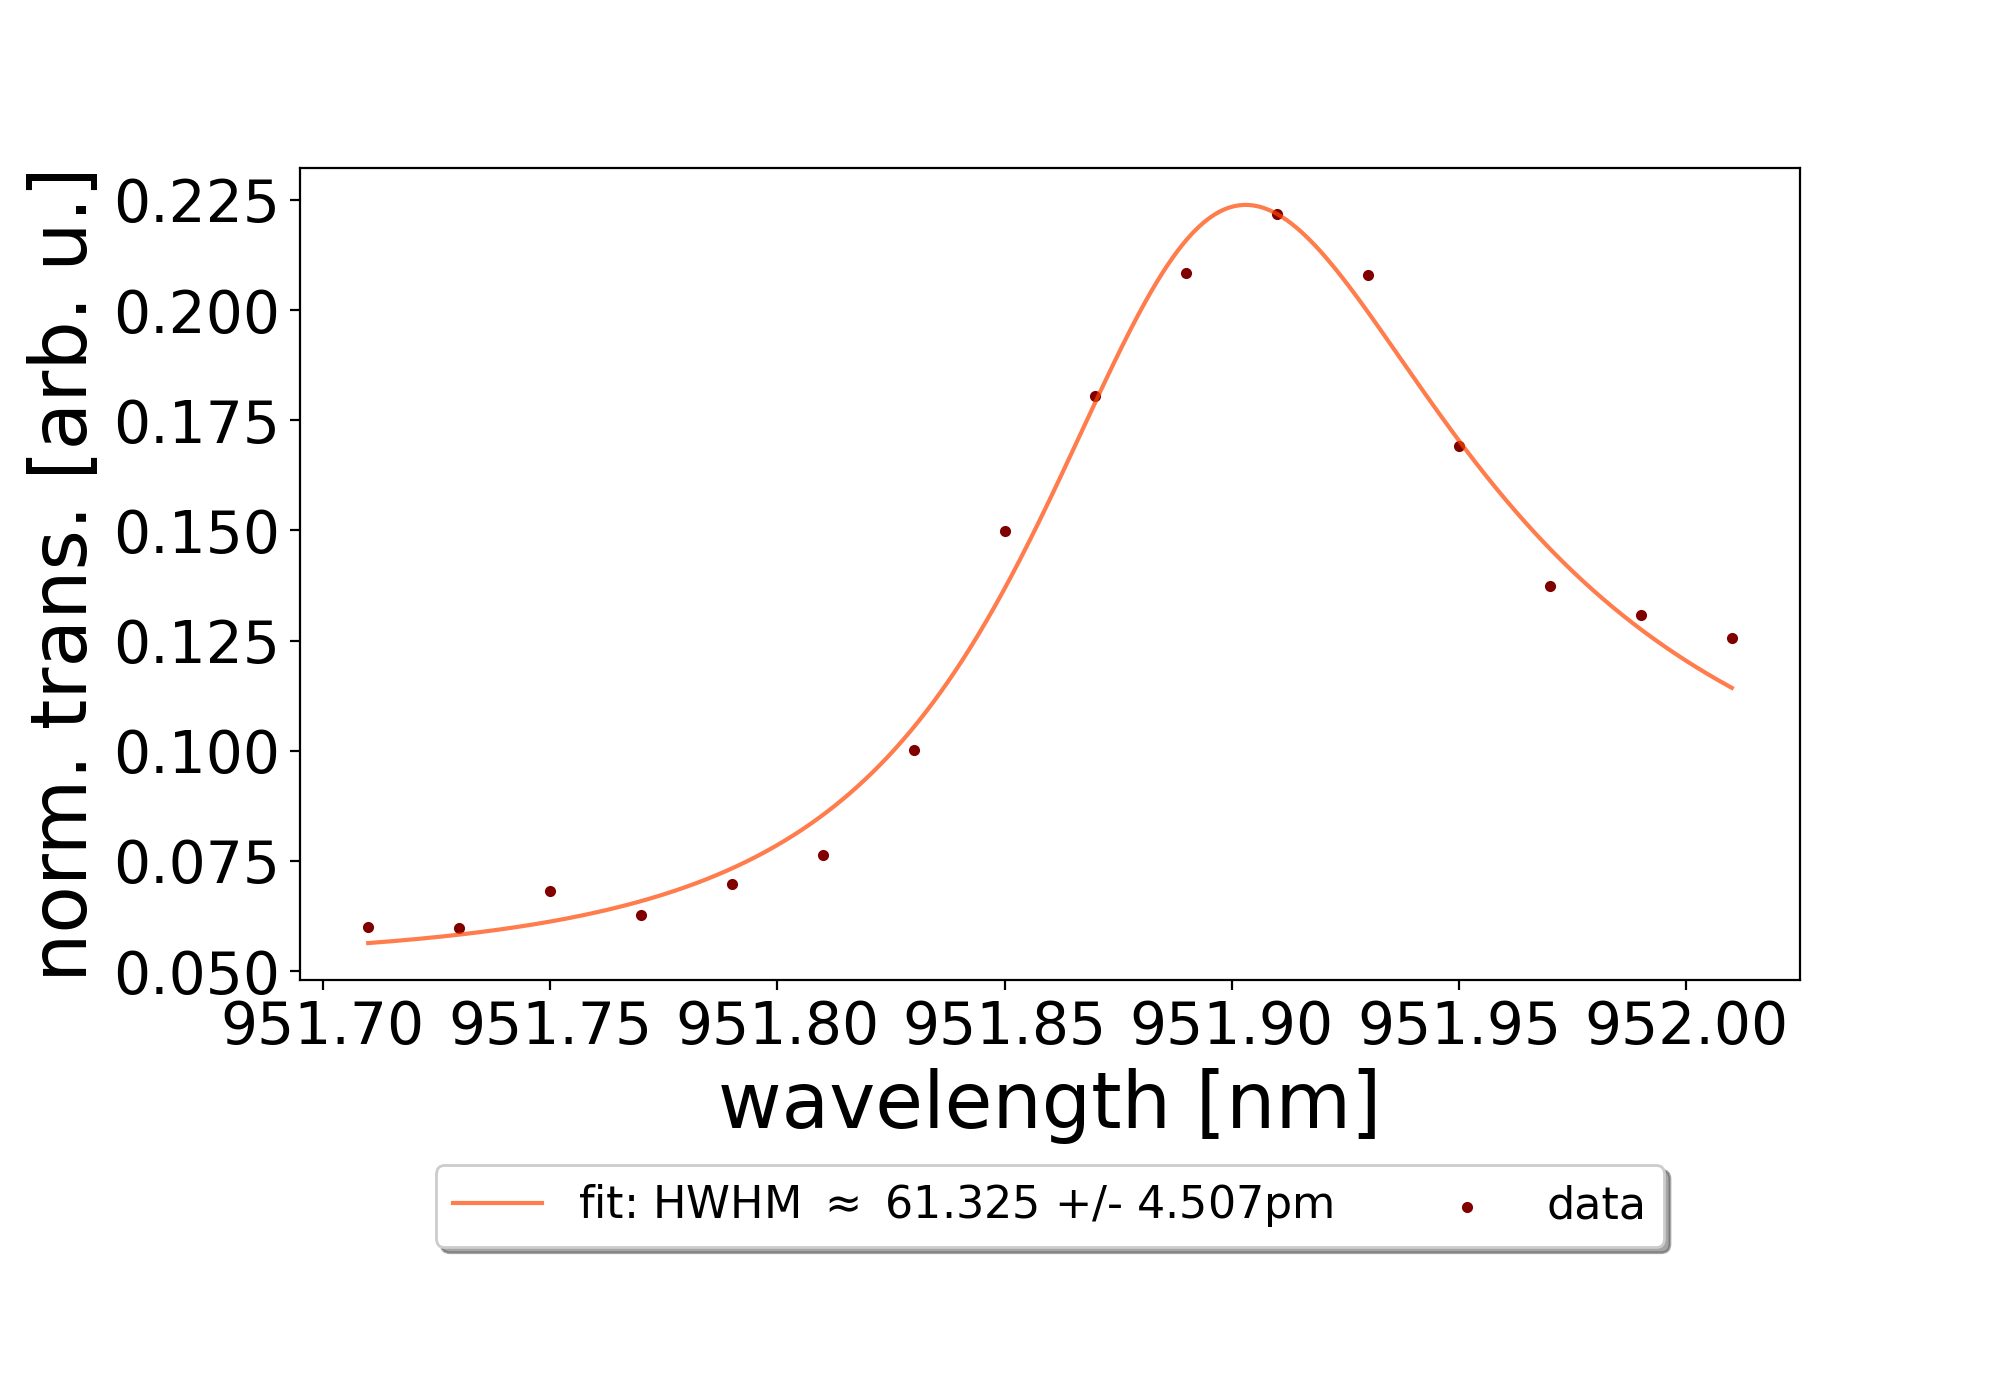 norm. trans. [arb. u.]
0.225
0.200
0.175
0.150
0.125
0.100
0.075
0.050
951.70 951.75 951.80 951.85 951.90 951.95 952.00
wavelength [nm]
fit: HWHM ≈ 61.325 +/- 4.507pm data